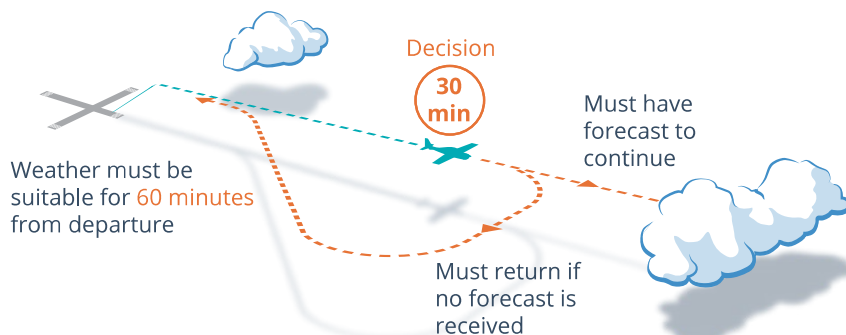 Decision
30
min
Must have
forecast to
continue
Weather must be
suitable for 60 minutes
from departure
Must return if
no forecast is
received